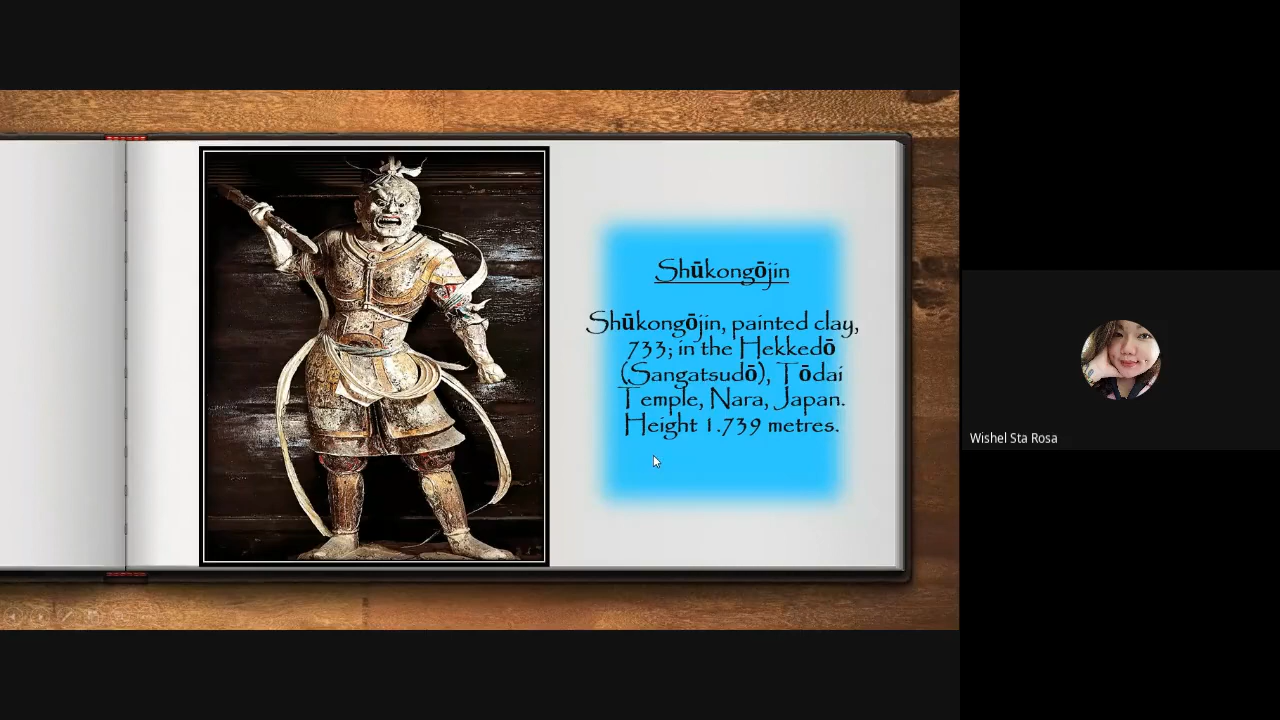 Shūkongōjin
Shūkongōjin, painted clay,
733; in the Hekkedō
(Sangatsudō), Tōdai
Temple, Nara, Japan.
Height 1.739 metres.
Wishel Sta Rosa